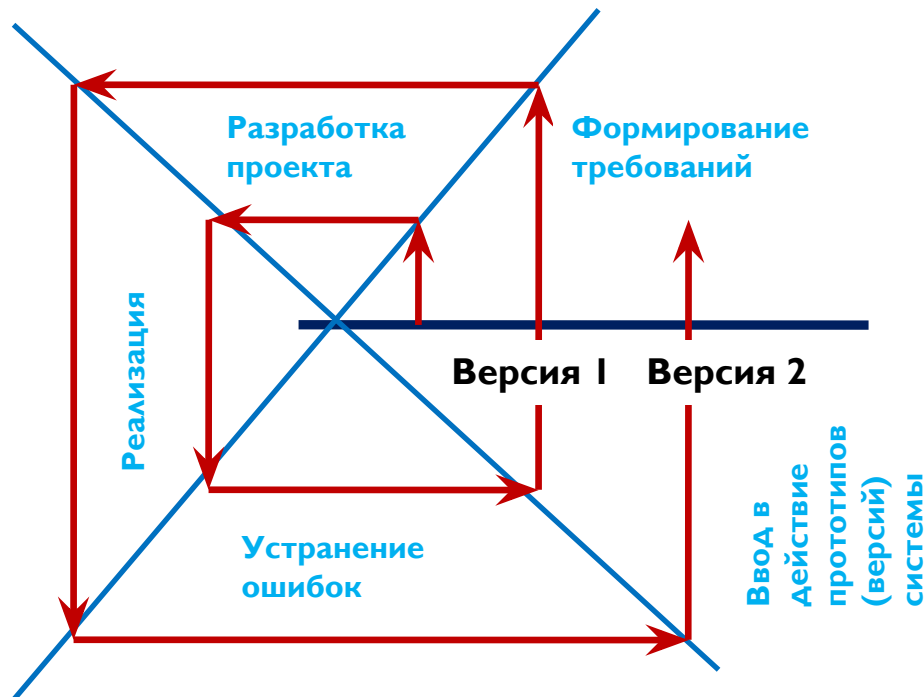 Разработка
проекта
Формирование
требований
Реализация
Версия 1
Версия 2
Устранение
ошибок
Ввод в
действие
прототипов
(версий)
системы